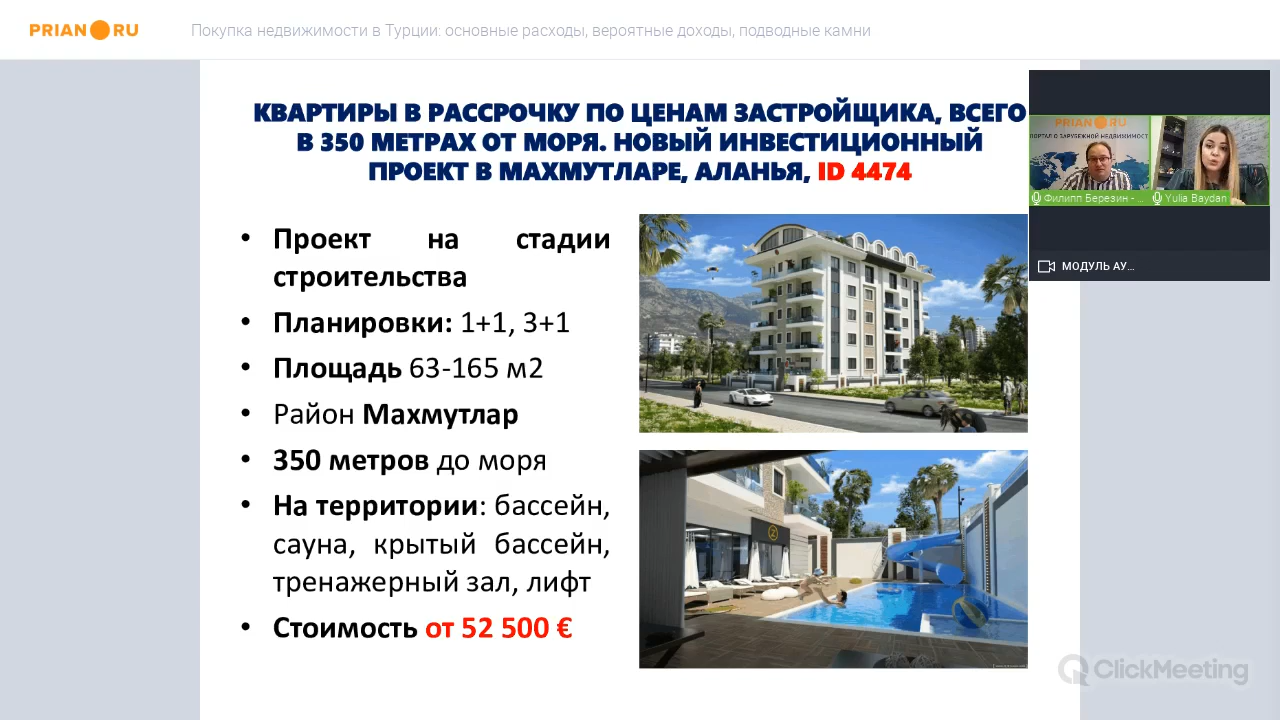 PRIAN RU
Покупка недвижимости в Турции: основные расходы, вероятные доходы, подводные камни
КВАРТИРЫ В РАССРОЧКУ ПО ЦЕНАМ ЗАСТРОЙЩИКА, ВСЕГО
В 350 МЕТРАХ ОТ МОРЯ. НОВЫЙ ИНВЕСТИЦИОННЫЙ
ПРОЕКТ В МАХМУТЛАРЕ, АЛАНЬЯ, ID 4474
PRIAN RU
ПОРТАЛ О ЗАРУБЕЖНОЙ НЕДВИЖИМОСТ
Филипп Березин - ...
Yulia Baydan
МОДУЛЬ АУ...
• Проект на стадии
строительства
• Планировки: 1+1, 3+1
• Площадь 63-165 м2
• Район Махмутлар
• 350 метров до моря
• На территории: бассейн,
сауна, крытый бассейн,
тренажерный зал, лифт
• Стоимость от 52 500 €
ClickMeeting